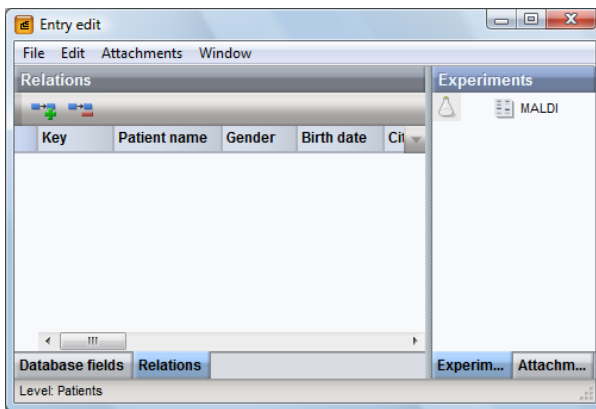 Entry edit
File Edit Attachments Window
Relations
Experiments
MALDI
Key Patient name Gender Birth date Cit
Database fields Relations
Experim... Attachm...
Level: Patients